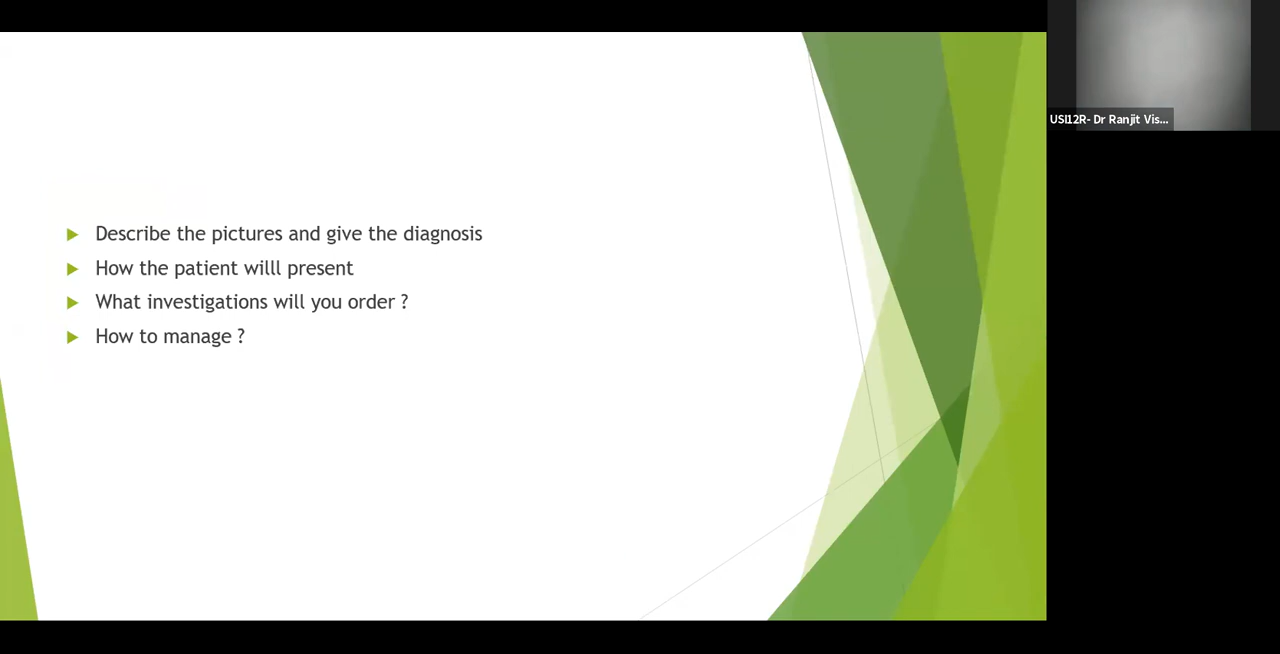 Describe the pictures and give the diagnosis
How the patient willl present
What investigations will you order ?
How to manage ?
USI12R- Dr Ranjit Vis...